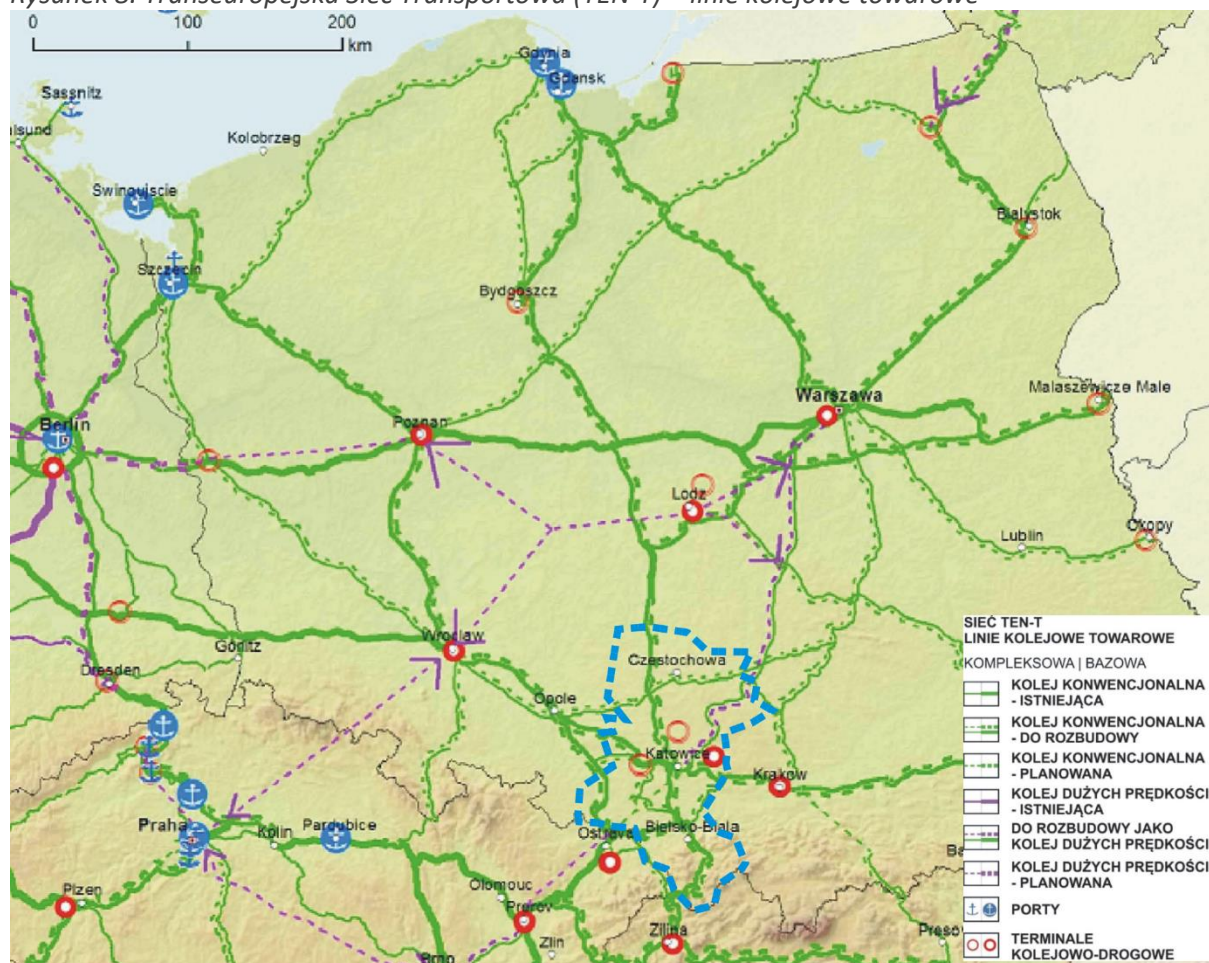 Rysunek 8. Transeuropejska Sieć Transportowa (TEN-T) – linie kolejowe towarowe
0 100 200
km
Gdynia
Gdansk
Sassnitz
alsund
Kolobrzeg
Swinoujscie
Bialystok
Szczecin
Bydgoszcz
Malaszewicze Male
Warszawa
Berlin
Poznan
Lodz
Okopy
Lublin
Wroclaw
Görlitz
Dresden
Czestochowa
Opole
Katowice
Krakow
Praha
Kolin
Pardubice
Ostrava
Bielsko-Biala
Ba
Plzen
Olomouc
Prerov
Zlin
Zilina
Preso
Brno
SIEĆ TEN-T
LINIE KOLEJOWE TOWAROWE
KOMPLEKSOWA | BAZOWA
KOLEJ KONWENCJONALNA
- ISTNIEJĄCA
KOLEJ KONWENCJONALNA
- DO ROZBUDOWY
KOLEJ KONWENCJONALNA
- PLANOWANA
KOLEJ DUŻYCH PRĘDKOŚCI
- ISTNIEJĄCA
DO ROZBUDOWY JAKO
KOLEJ DUŻYCH PRĘDKOŚCI
KOLEJ DUŻYCH PRĘDKOŚCI
- PLANOWANA
PORTY
TERMINALE
KOLEJOWO-DROGOWE